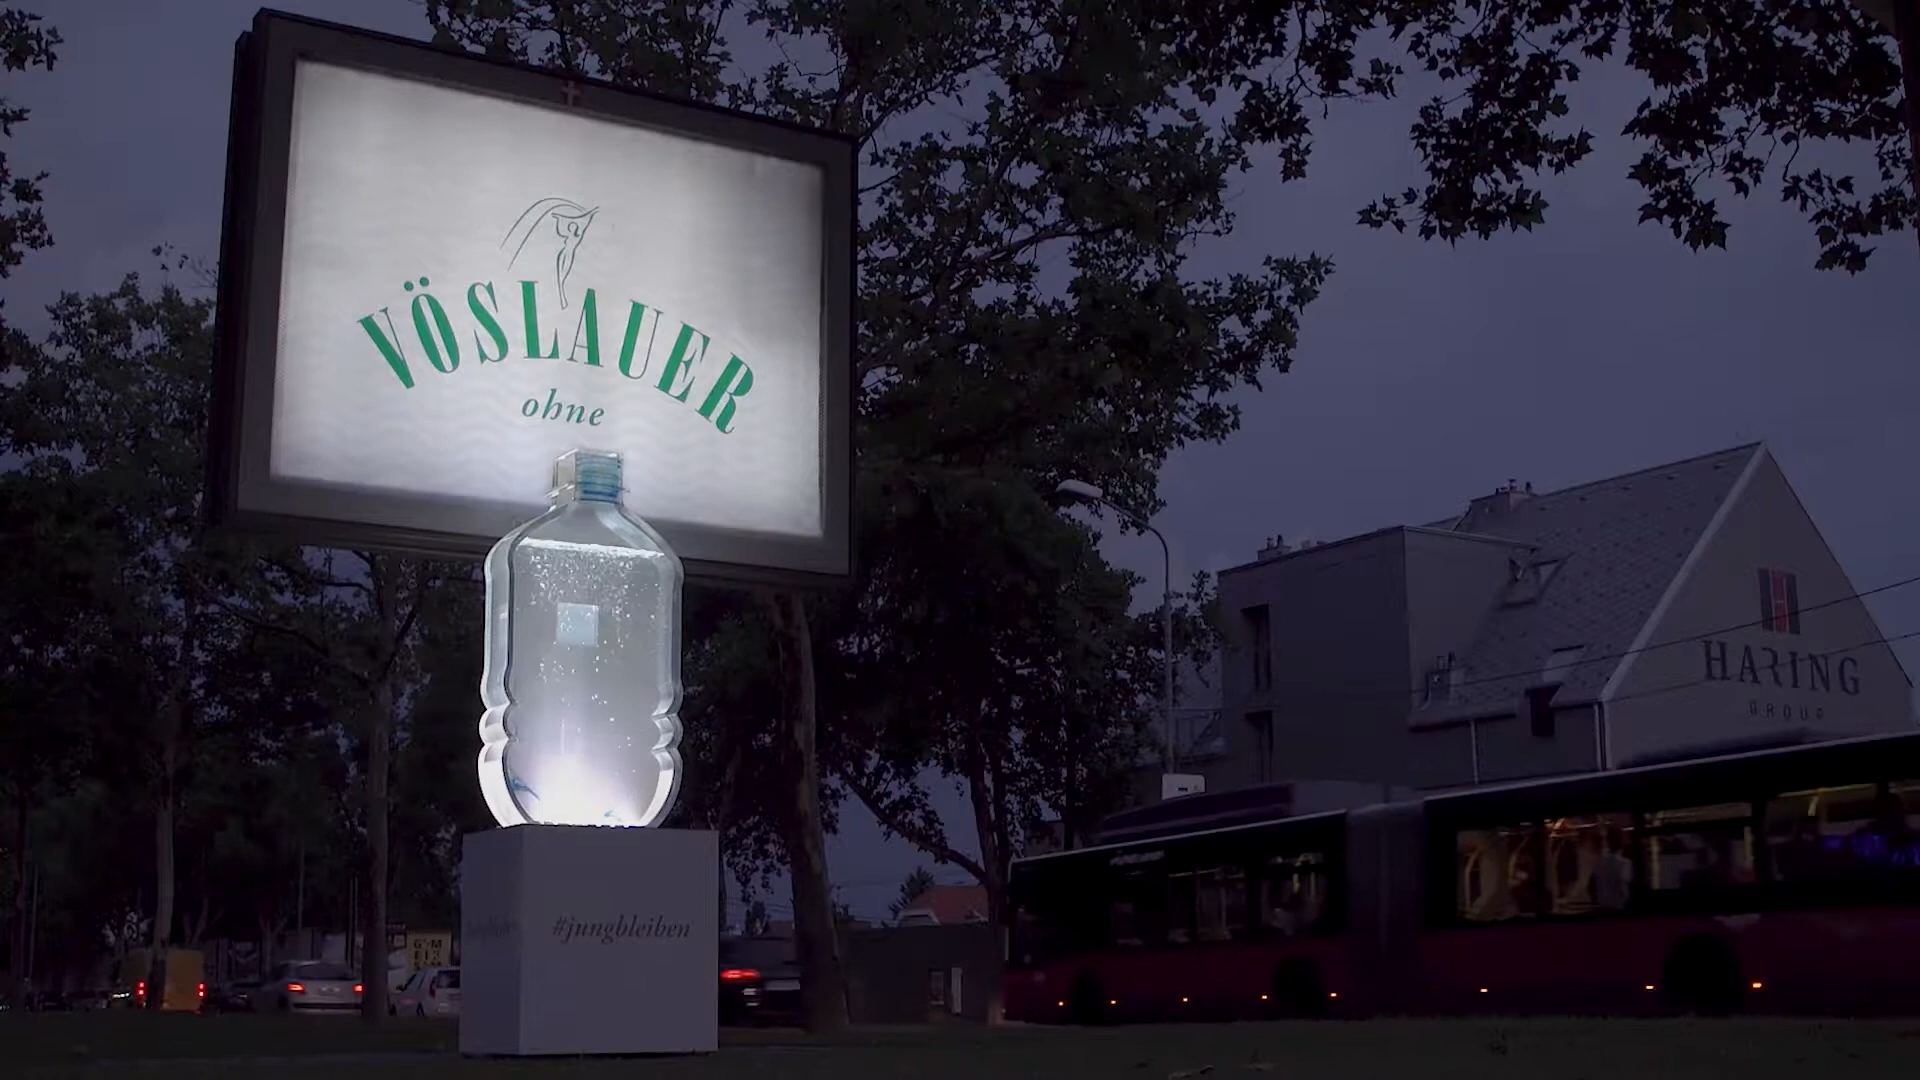 VÖSLAUER
ohne
#jungbleiben
HARING
GROUP